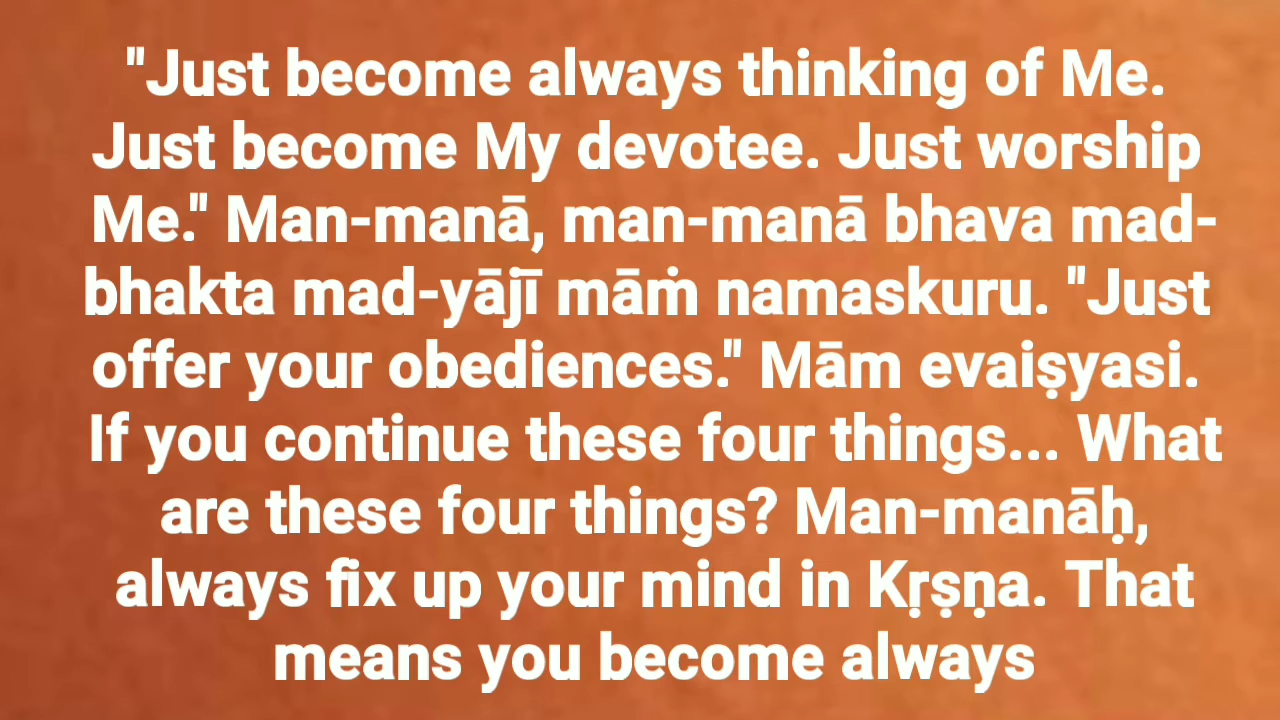 "Just become always thinking of Me.
Just become My devotee. Just worship
Me." Man-manā, man-manā bhava mad-
bhakta mad-yājī māṁ namaskuru. "Just
offer your obediences." Mām evaiṣyasi.
If you continue these four things... What
are these four things? Man-manāḥ,
always fix up your mind in Kṛṣṇa. That
means you become always